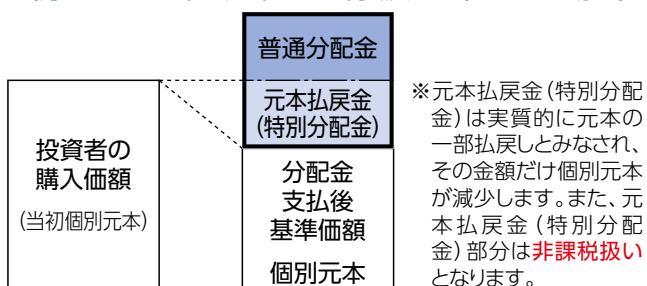 普通分配金
元本払戻金
(特別分配金)
投資者の
購入価額
(当初個別元本)
分配金
支払後
基準価額
個別元本
※元本払戻金(特別分配
金)は実質的に元本の
一部払戻しとみなされ、
その金額だけ個別元本
が減少します。また、元
本払戻金(特別分配
金)部分は非課税扱い
となります。